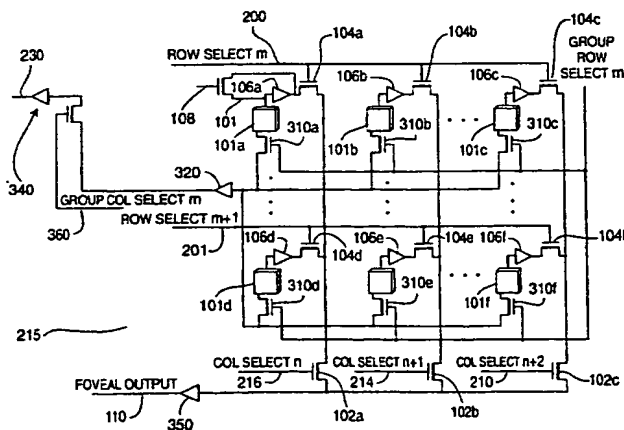 200
104a
104b
104c
230
ROW SELECT m
GROUP
ROW
SELECT m
106a
106b
106c
108
101
101a
310a
101b
310b
101c
310c
340
320
GROUP COL SELECT m
360
ROW SELECT m+1
201
106d
104d
106e
104e
106f
104f
101d
310d
310e
101f
310f
215
COL SELECT n
COL SELECT n+1
COL SELECT n+2
FOVEAL OUTPUT
216
214
210
102c
110
350
102a
102b